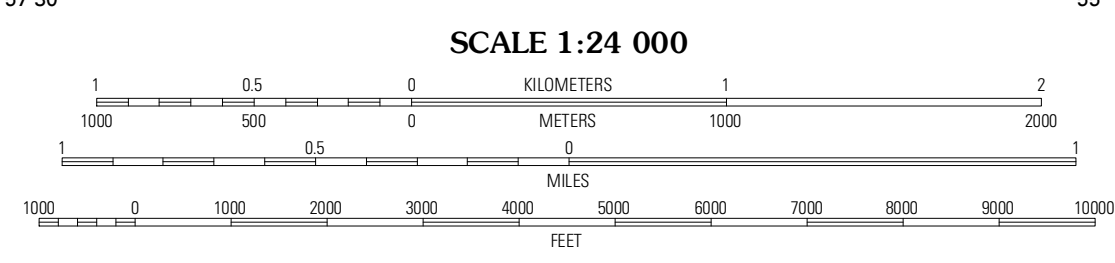 SCALE 1:24 000
1 0.5 0 KILOMETERS 1 2
1000 500 0 METERS 1000 2000
1 0.5 0 1
MILES
1000 0 1000 2000 3000 4000 5000 6000 7000 8000 9000 10000
FEET